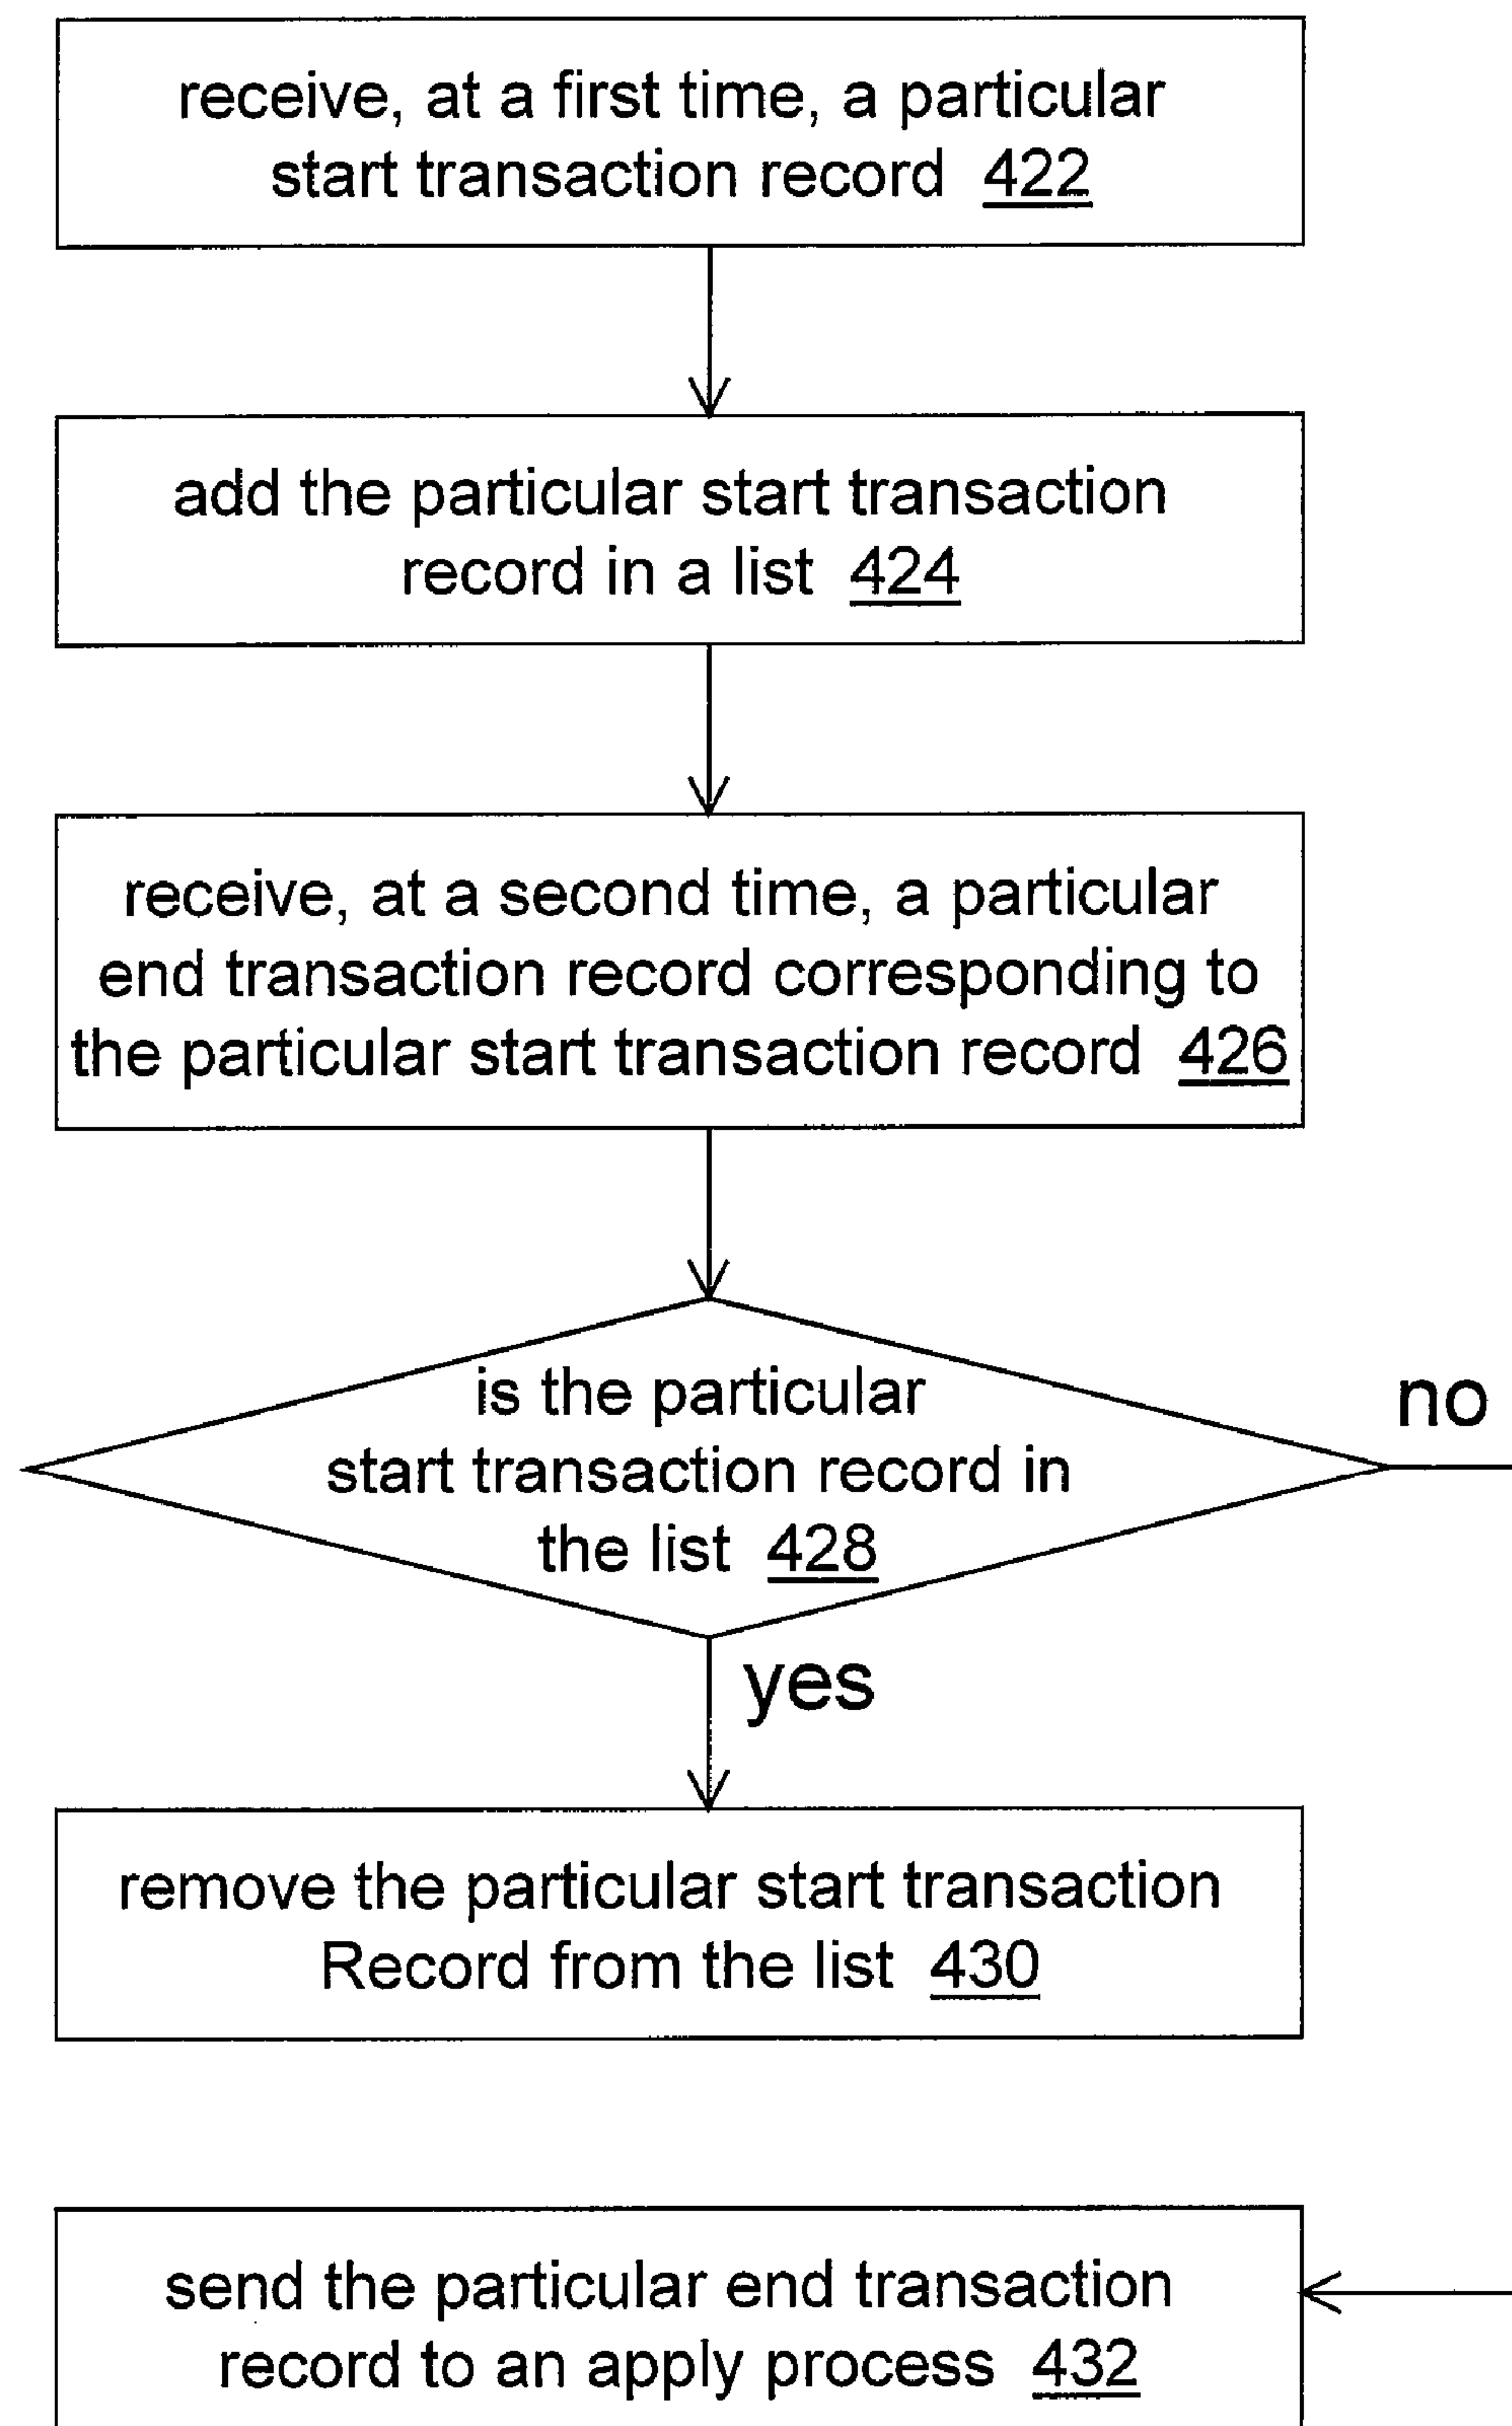 receive, at a first time, a particular
start transaction record 422
add the particular start transaction
record in a list 424
receive, at a second time, a particular
end transaction record corresponding to
the particular start transaction record 426
is the particular
start transaction record in
the list 428
no
yes
remove the particular start transaction
Record from the list 430
send the particular end transaction
record to an apply process 432